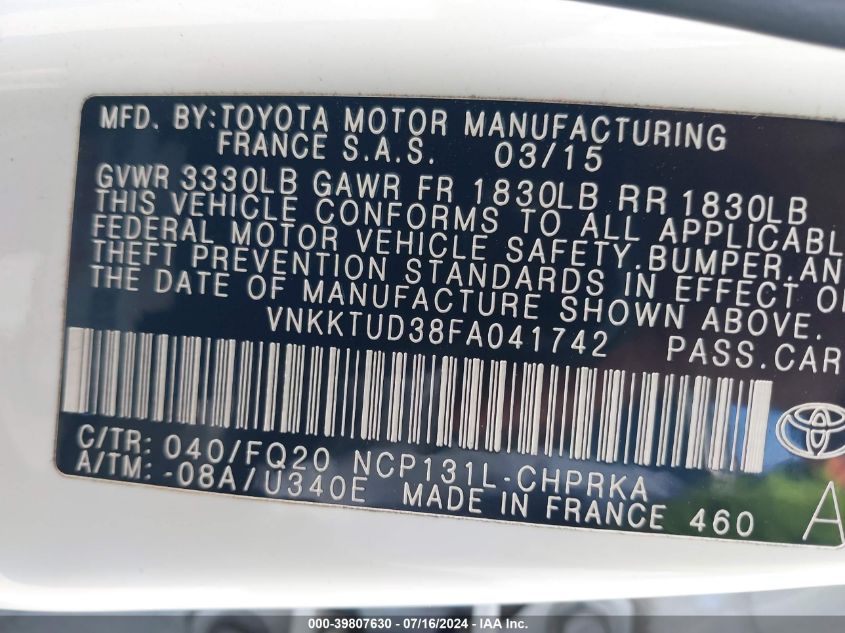 MFD. BY:TOYOTA MOTOR MANUFACTURING
FRANCE S.A.S. 03/15
GVWR 3330LB GAWR FR 1830LB RR 1830LB
THIS VEHICLE CONFORMS TO ALL APPLICABL
FEDERAL MOTOR VEHICLE SAFETY,BUMPER,AN
THEFT PREVENTION STANDARDS IN EFFECT O
THE DATE OF MANUFACTURE SHOWN ABOVE.
VNKKTUD38FA041742 PASS.CAR
C/TR: 040/FQ20 NCP131L-CHPRKA
A/TM: -08A/U340E MADE IN FRANCE 460 A
000-39807630 - 07/16/2024 - IAA Inc.